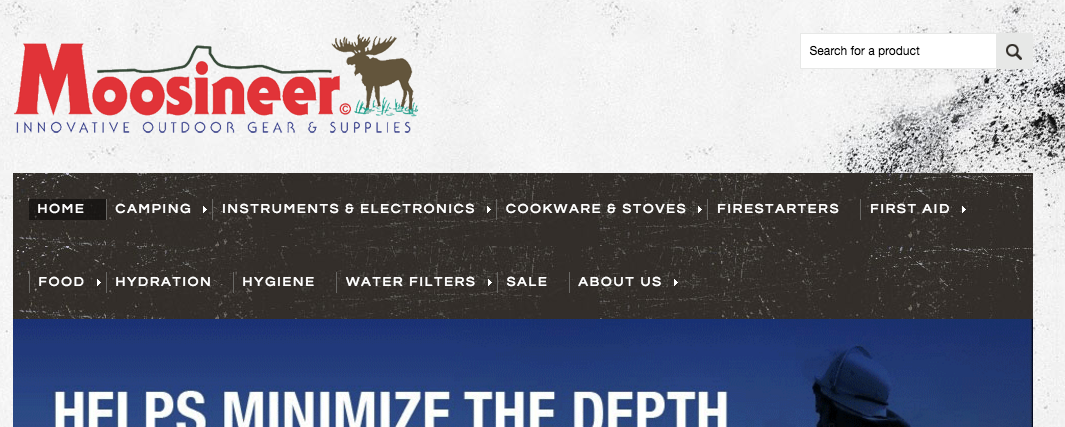 Moosineer©
INNOVATIVE OUTDOOR GEAR & SUPPLIES
Search for a product
HOME CAMPING INSTRUMENTS & ELECTRONICS COOKWARE & STOVES FIRESTARTERS FIRST AID
FOOD HYDRATION HYGIENE WATER FILTERS SALE ABOUT US
HELPS MINIMIZE THE DEPTH